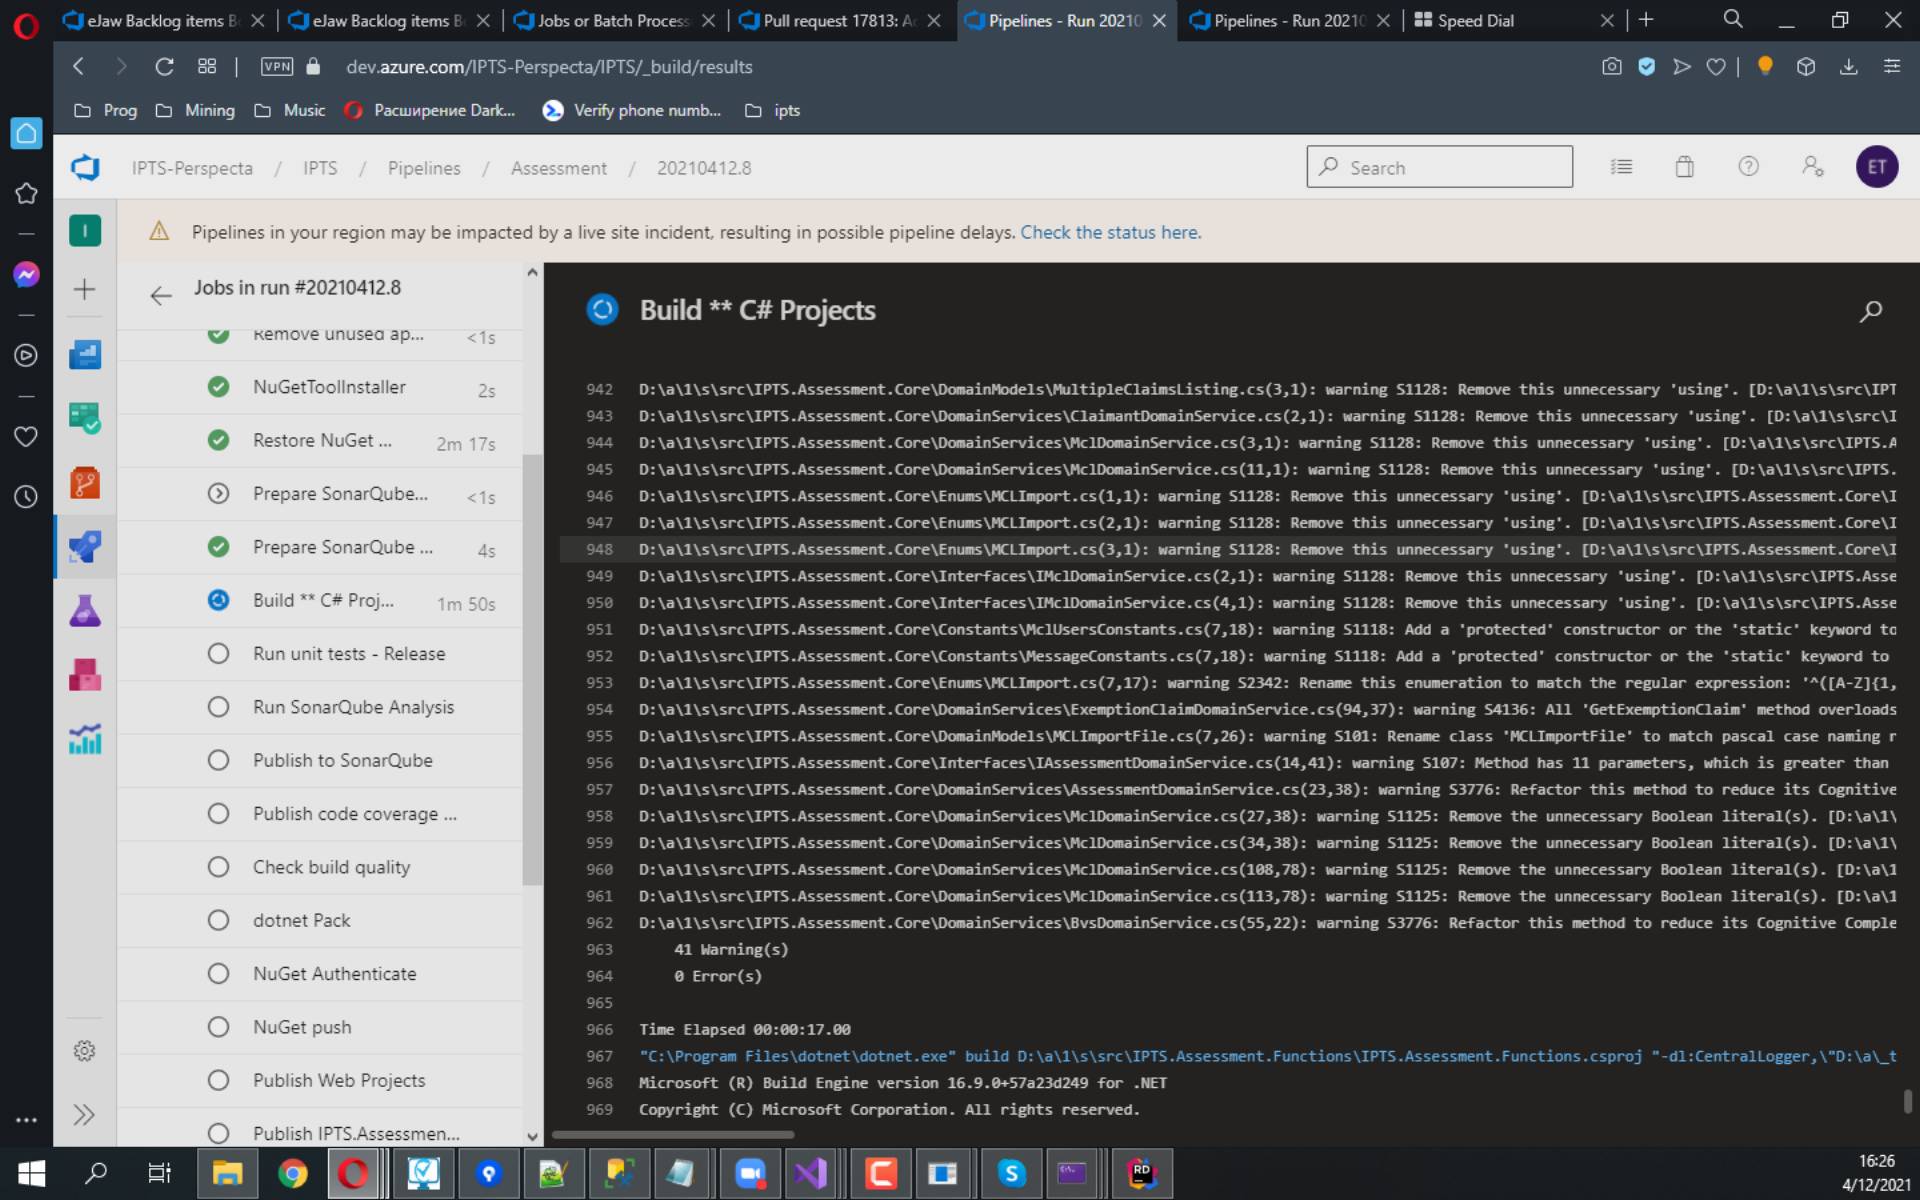 eJaw Backlog items B
eJaw Backlog items B
Jobs or Batch Process
Pull request 17813: A
Pipelines - Run 20210
Pipelines - Run 20210
Speed Dial
VPN
dev.azure.com/IPTS-Perspecta/IPTS/_build/results
Prog
Mining
Music
Расширение Dark...
Verify phone numb...
ipts
IPTS-Perspecta / IPTS / Pipelines / Assessment / 20210412.8
Search
ET
I
Pipelines in your region may be impacted by a live site incident, resulting in possible pipeline delays. Check the status here.
Jobs in run #20210412.8
Remove unused ap... <1s
NuGetToolInstaller 2s
Restore NuGet ... 2m 17s
Prepare SonarQube... <1s
Prepare SonarQube ... 4s
Build ** C# Proj... 1m 50s
Run unit tests - Release
Run SonarQube Analysis
Publish to SonarQube
Publish code coverage ...
Check build quality
dotnet Pack
NuGet Authenticate
NuGet push
Publish Web Projects
Publish IPTS.Assessmen...
Build ** C# Projects
942 D:\a\1\s\src\IPTS.Assessment.Core\DomainModels\MultipleClaimsListing.cs(3,1): warning S1128: Remove this unnecessary 'using'. [D:\a\1\s\src\IPT
943 D:\a\1\s\src\IPTS.Assessment.Core\DomainServices\ClaimantDomainService.cs(2,1): warning S1128: Remove this unnecessary 'using'. [D:\a\1\s\src\I
944 D:\a\1\s\src\IPTS.Assessment.Core\DomainServices\MclDomainService.cs(3,1): warning S1128: Remove this unnecessary 'using'. [D:\a\1\s\src\IPTS.A
945 D:\a\1\s\src\IPTS.Assessment.Core\DomainServices\MclDomainService.cs(11,1): warning S1128: Remove this unnecessary 'using'. [D:\a\1\s\src\IPTS.
946 D:\a\1\s\src\IPTS.Assessment.Core\Enums\MCLImport.cs(1,1): warning S1128: Remove this unnecessary 'using'. [D:\a\1\s\src\IPTS.Assessment.Core\I
947 D:\a\1\s\src\IPTS.Assessment.Core\Enums\MCLImport.cs(2,1): warning S1128: Remove this unnecessary 'using'. [D:\a\1\s\src\IPTS.Assessment.Core\I
948 D:\a\1\s\src\IPTS.Assessment.Core\Enums\MCLImport.cs(3,1): warning S1128: Remove this unnecessary 'using'. [D:\a\1\s\src\IPTS.Assessment.Core\I
949 D:\a\1\s\src\IPTS.Assessment.Core\Interfaces\IMclDomainService.cs(2,1): warning S1128: Remove this unnecessary 'using'. [D:\a\1\s\src\IPTS.Asse
950 D:\a\1\s\src\IPTS.Assessment.Core\Interfaces\IMclDomainService.cs(4,1): warning S1128: Remove this unnecessary 'using'. [D:\a\1\s\src\IPTS.Asse
951 D:\a\1\s\src\IPTS.Assessment.Core\Constants\MclUsersConstants.cs(7,18): warning S1118: Add a 'protected' constructor or the 'static' keyword to
952 D:\a\1\s\src\IPTS.Assessment.Core\Constants\MessageConstants.cs(7,18): warning S1118: Add a 'protected' constructor or the 'static' keyword to
953 D:\a\1\s\src\IPTS.Assessment.Core\Enums\MCLImport.cs(7,17): warning S2342: Rename this enumeration to match the regular expression: '^([A-Z]{1,
954 D:\a\1\s\src\IPTS.Assessment.Core\DomainServices\ExemptionClaimDomainService.cs(94,37): warning S4136: All 'GetExemptionClaim' method overloads
955 D:\a\1\s\src\IPTS.Assessment.Core\DomainModels\MCLImportFile.cs(7,26): warning S101: Rename class 'MCLImportFile' to match pascal case naming r
956 D:\a\1\s\src\IPTS.Assessment.Core\Interfaces\IAssessmentDomainService.cs(14,41): warning S107: Method has 11 parameters, which is greater than
957 D:\a\1\s\src\IPTS.Assessment.Core\DomainServices\AssessmentDomainService.cs(23,38): warning S3776: Refactor this method to reduce its Cognitive
958 D:\a\1\s\src\IPTS.Assessment.Core\DomainServices\MclDomainService.cs(27,38): warning S1125: Remove the unnecessary Boolean literal(s). [D:\a\1\
959 D:\a\1\s\src\IPTS.Assessment.Core\DomainServices\MclDomainService.cs(34,38): warning S1125: Remove the unnecessary Boolean literal(s). [D:\a\1\
960 D:\a\1\s\src\IPTS.Assessment.Core\DomainServices\MclDomainService.cs(108,78): warning S1125: Remove the unnecessary Boolean literal(s). [D:\a\1
961 D:\a\1\s\src\IPTS.Assessment.Core\DomainServices\MclDomainService.cs(113,78): warning S1125: Remove the unnecessary Boolean literal(s). [D:\a\1
962 D:\a\1\s\src\IPTS.Assessment.Core\DomainServices\BvsDomainService.cs(55,22): warning S3776: Refactor this method to reduce its Cognitive Comple
963 41 Warning(s)
964 0 Error(s)
965
966 Time Elapsed 00:00:17.00
967 "C:\Program Files\dotnet\dotnet.exe" build D:\a\1\s\src\IPTS.Assessment.Functions\IPTS.Assessment.Functions.csproj "-dl:CentralLogger,\"D:\a\_t
968 Microsoft (R) Build Engine version 16.9.0+57a23d249 for .NET
969 Copyright (C) Microsoft Corporation. All rights reserved.
RD
16:26
4/12/2021